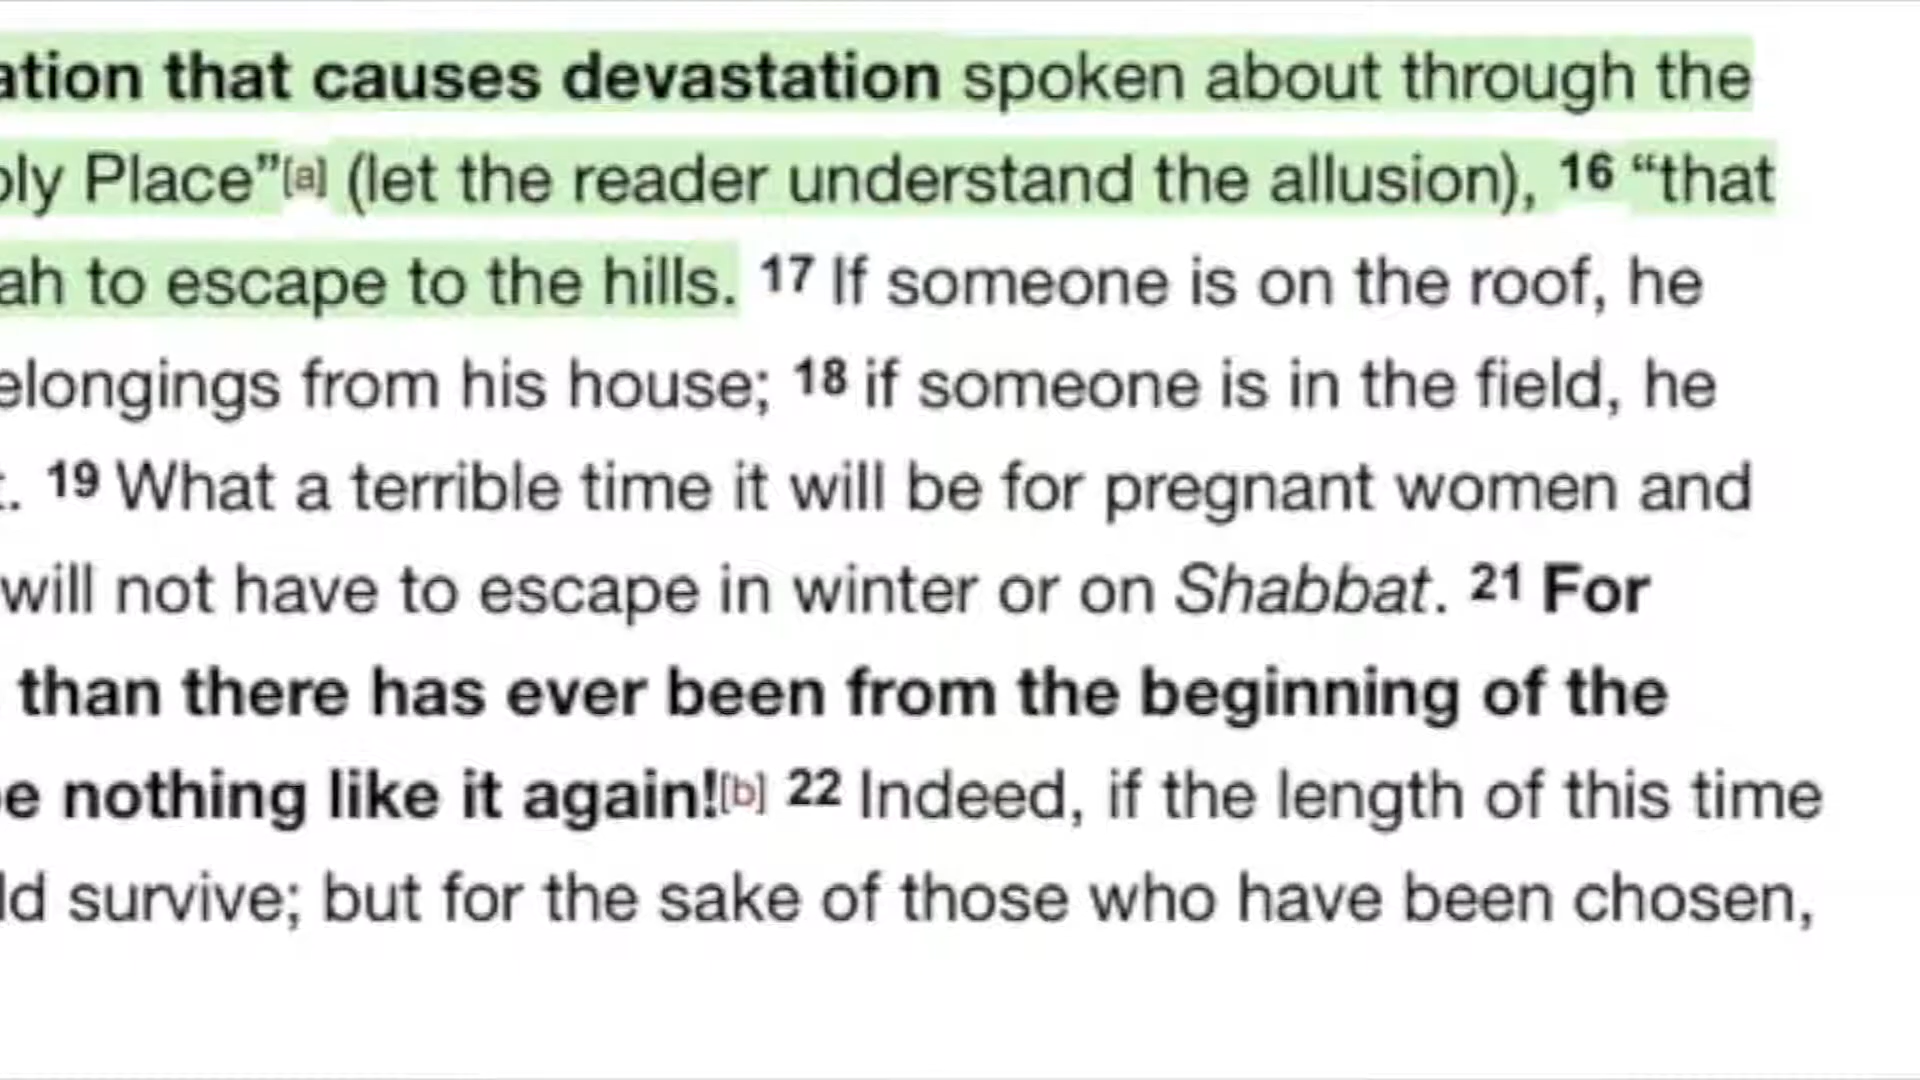 ation that causes devastation spoken about through the
oly Place”[a] (let the reader understand the allusion), 16 “that
ah to escape to the hills. 17 If someone is on the roof, he
elongings from his house; 18 if someone is in the field, he
t. 19 What a terrible time it will be for pregnant women and
will not have to escape in winter or on Shabbat. 21 For
than there has ever been from the beginning of the
e nothing like it again![b] 22 Indeed, if the length of this time
ld survive; but for the sake of those who have been chosen,